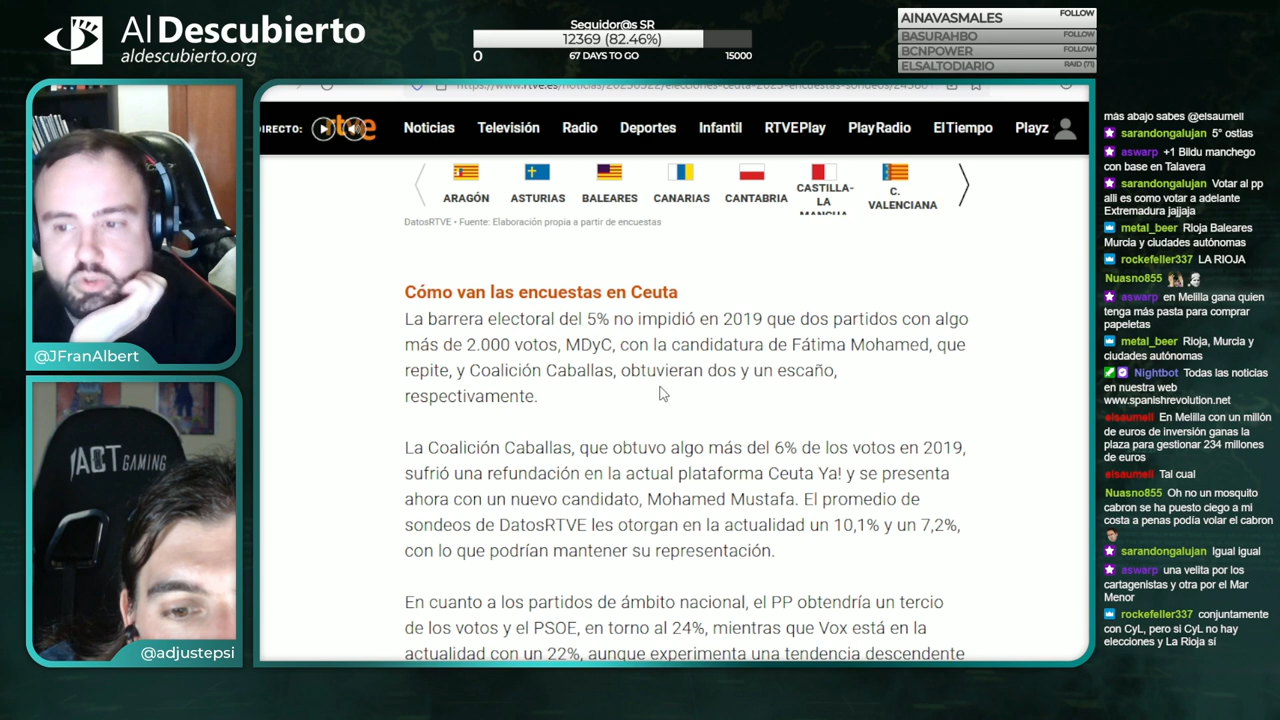 Al Descubierto
aldescubierto.org
Seguidor@s SR
12369 (82.46%)
0
67 DAYS TO GO
15000
AINAVASMALES
FOLLOW
BASURAHBO
FOLLOW
BCNPOWER
FOLLOW
ELSALTODIARIO
RAID (71)
DIRECTO:
rtve
Noticias
Televisión
Radio
Deportes
Infantil
RTVEPlay
PlayRadio
ElTiempo
Playz
ARAGÓN
ASTURIAS
BALEARES
CANARIAS
CANTABRIA
CASTILLA-
LA
MANCHA
C.
VALENCIANA
DatosRTVE • Fuente: Elaboración propia a partir de encuestas
Cómo van las encuestas en Ceuta
La barrera electoral del 5% no impidió en 2019 que dos partidos con algo
más de 2.000 votos, MDyC, con la candidatura de Fátima Mohamed, que
repite, y Coalición Caballas, obtuvieran dos y un escaño,
respectivamente.
La Coalición Caballas, que obtuvo algo más del 6% de los votos en 2019,
sufrió una refundación en la actual plataforma Ceuta Ya! y se presenta
ahora con un nuevo candidato, Mohamed Mustafa. El promedio de
sondeos de DatosRTVE les otorgan en la actualidad un 10,1% y un 7,2%,
con lo que podrían mantener su representación.
En cuanto a los partidos de ámbito nacional, el PP obtendría un tercio
de los votos y el PSOE, en torno al 24%, mientras que Vox está en la
actualidad con un 22%, aunque experimenta una tendencia descendente
@JFranAlbert
ACT GAMING
@adjustepsi
más abajo sabes @elsaumell
sarandongalujan 5° ostias
aswarp +1 Bildu manchego
con base en Talavera
sarandongalujan Votar al pp
alli es como votar a adelante
Extremadura jajjaja
metal_beer Rioja Baleares
Murcia y ciudades autónomas
rockefeller337 LA RIOJA
Nuasno855
aswarp en Melilla gana quien
tenga más pasta para comprar
papeletas
metal_beer Rioja, Murcia y
ciudades autónomas
Nightbot Todas las noticias
en nuestra web
www.spanishrevolution.net
elsaumell En Melilla con un millón
de euros de inversión ganas la
plaza para gestionar 234 millones
de euros
elsaumell Tal cual
Nuasno855 Oh no un mosquito
cabron se ha puesto ciego a mi
costa a penas podía volar el cabron
sarandongalujan Igual igual
aswarp una velita por los
cartagenistas y otra por el Mar
Menor
rockefeller337 conjuntamente
con CyL, pero si CyL no hay
elecciones y La Rioja sí